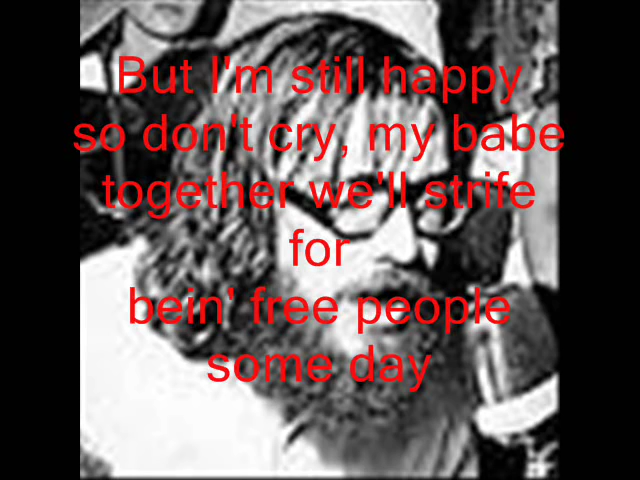 But I'm still happy
so don't cry, my babe
together we'll strife
for
bein' free people
some day